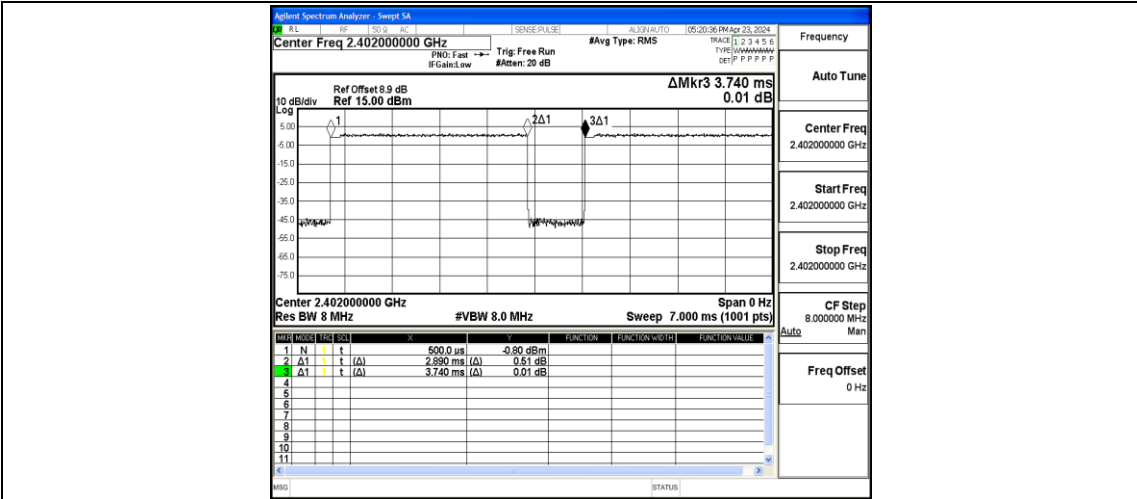 Agilent Spectrum Analyzer - Swept SA
RL RF 50 Ω AC SENSE:PULSE ALIGN AUTO 05:20:36 PM Apr 23, 2024
Center Freq 2.402000000 GHz #Avg Type: RMS TRACE 1 2 3 4 5 6
PNO: Fast Trig: Free Run TYPE WWWWWW
IFGain:Low #Atten: 20 dB DET P P P P P P
Frequency
ΔMkr3 3.740 ms
0.01 dB
Ref Offset 8.9 dB
10 dB/div Ref 15.00 dBm
Log
1 2Δ1 3Δ1
5.00
-5.00
-15.0
-25.0
-35.0
-45.0
-55.0
-65.0
-75.0
Center 2.402000000 GHz Span 0 Hz
Res BW 8 MHz #VBW 8.0 MHz Sweep 7.000 ms (1001 pts)
MKR MODE TRC SCL X Y FUNCTION FUNCTION WIDTH FUNCTION VALUE
1 N 1 t 500.0 us -0.80 dBm
2 Δ1 1 t (Δ) 2.890 ms (Δ) 0.51 dB
3 Δ1 1 t (Δ) 3.740 ms (Δ) 0.01 dB
4
5
6
7
8
9
10
11
MSG STATUS
Auto Tune
Center Freq
2.402000000 GHz
Start Freq
2.402000000 GHz
Stop Freq
2.402000000 GHz
CF Step
8.000000 MHz
Auto Man
Freq Offset
0 Hz